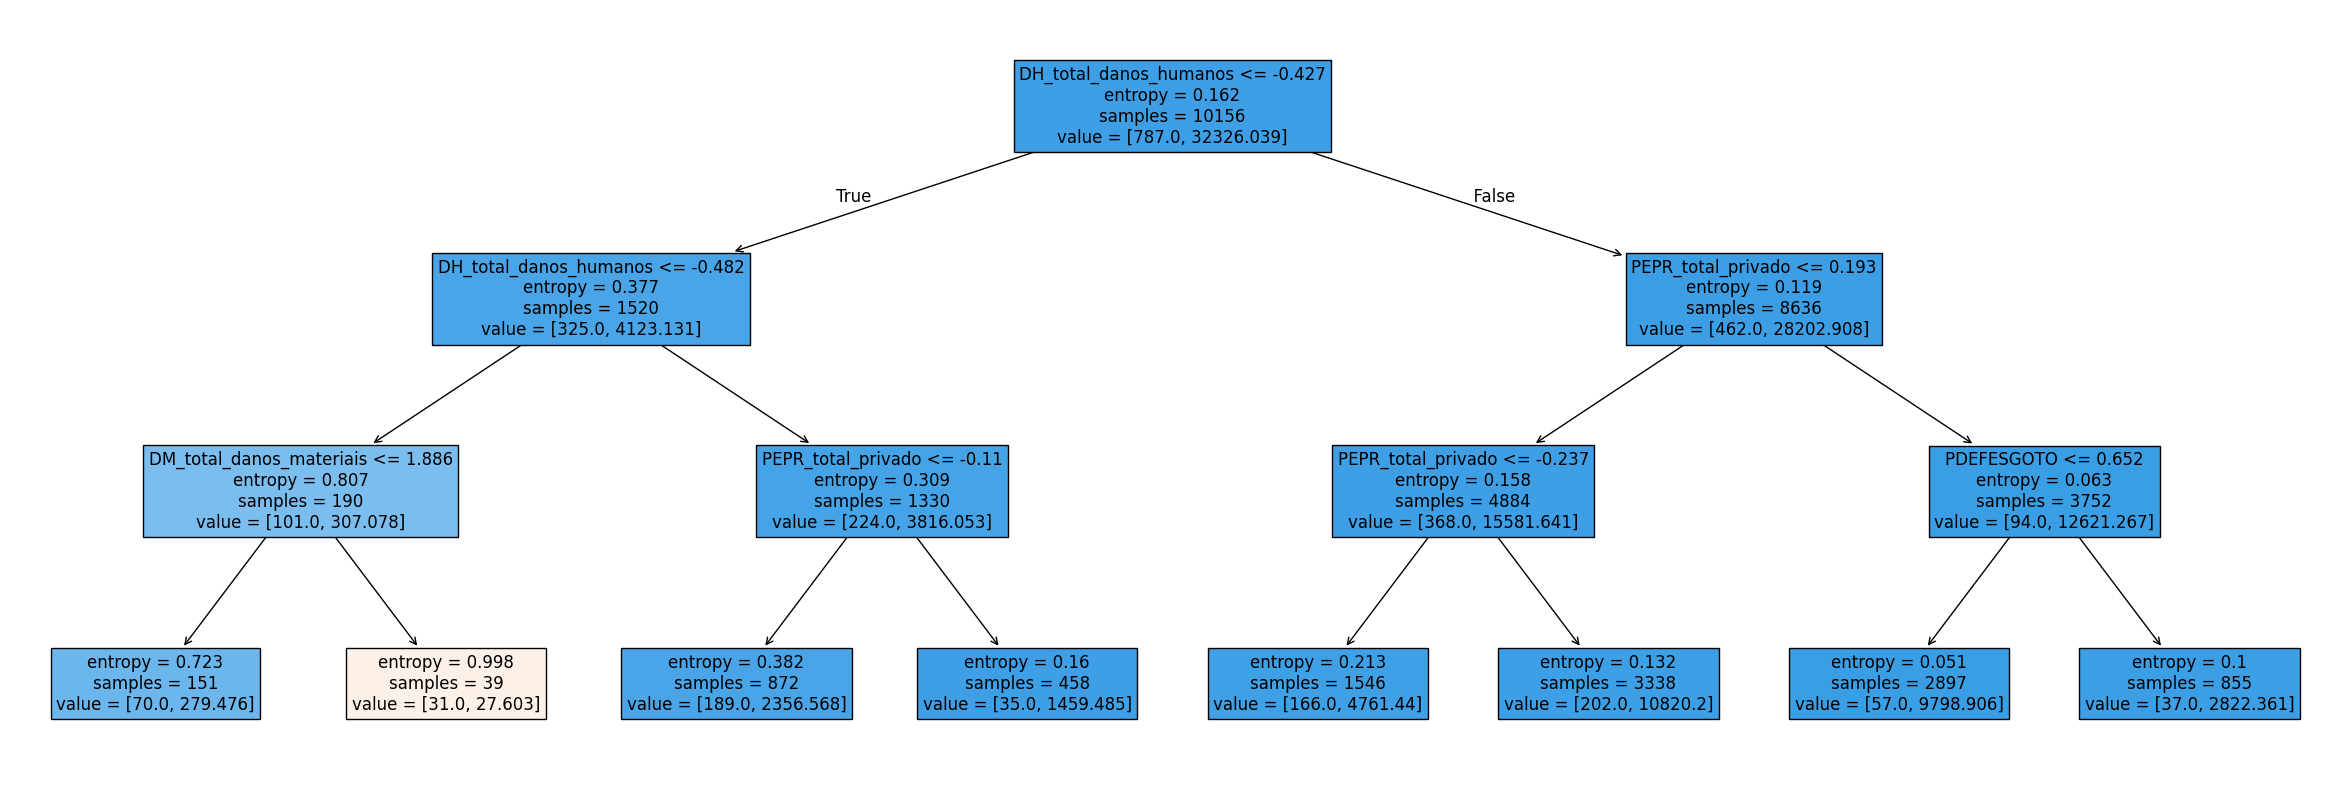 DH_total_danos_humanos <= -0.427
entropy = 0.162
samples = 10156
value = [787.0, 32326.039]
True
False
DH_total_danos_humanos <= -0.482
entropy = 0.377
samples = 1520
value = [325.0, 4123.131]
PEPR_total_privado <= 0.193
entropy = 0.119
samples = 8636
value = [462.0, 28202.908]
DM_total_danos_materiais <= 1.886
entropy = 0.807
samples = 190
value = [101.0, 307.078]
PEPR_total_privado <= -0.11
entropy = 0.309
samples = 1330
value = [224.0, 3816.053]
PEPR_total_privado <= -0.237
entropy = 0.158
samples = 4884
value = [368.0, 15581.641]
PDEFESGOTO <= 0.652
entropy = 0.063
samples = 3752
value = [94.0, 12621.267]
entropy = 0.723
samples = 151
value = [70.0, 279.476]
entropy = 0.998
samples = 39
value = [31.0, 27.603]
entropy = 0.382
samples = 872
value = [189.0, 2356.568]
entropy = 0.16
samples = 458
value = [35.0, 1459.485]
entropy = 0.213
samples = 1546
value = [166.0, 4761.44]
entropy = 0.132
samples = 3338
value = [202.0, 10820.2]
entropy = 0.051
samples = 2897
value = [57.0, 9798.906]
entropy = 0.1
samples = 855
value = [37.0, 2822.361]